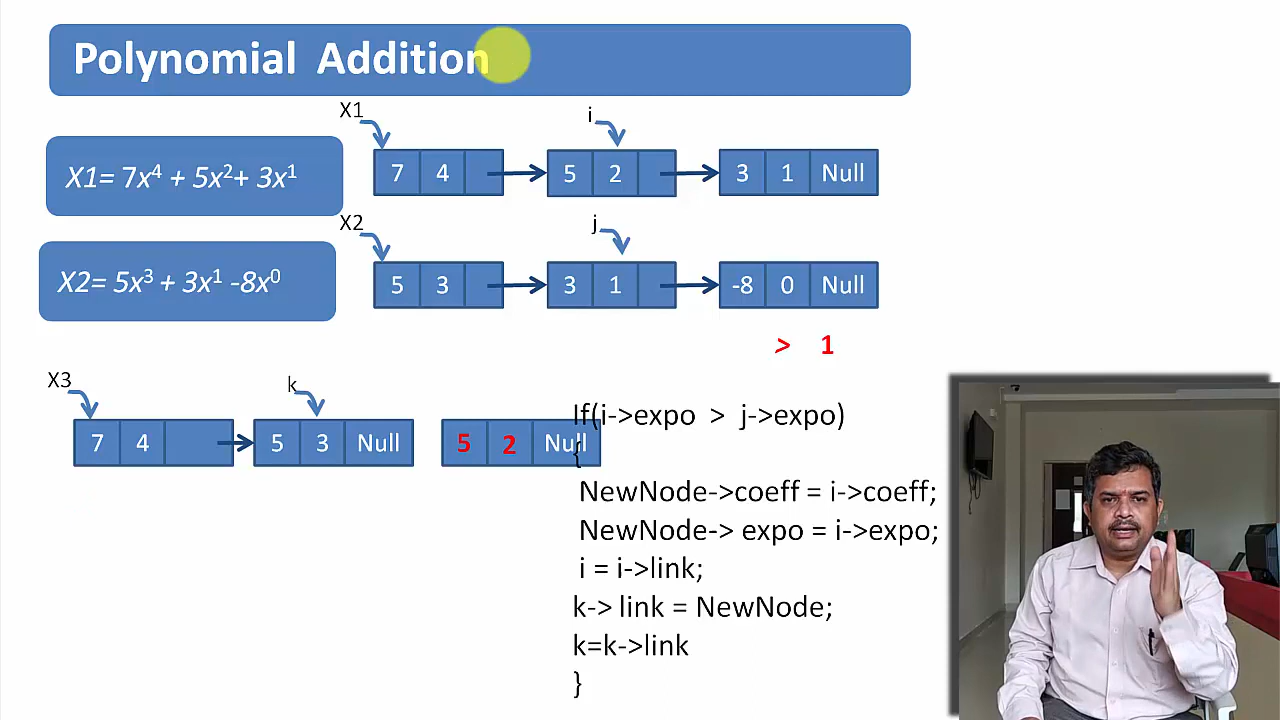 Polynomial Addition
X1
i
X1= 7x⁴ + 5x²+ 3x¹
7 4
5 2
3 1 Null
X2
j
X2= 5x³ + 3x¹ -8x⁰
5 3
3 1
-8 0 Null
> 1
X3
k
7 4
5 3 Null
5 2 Null
If(i->expo > j->expo)
{
NewNode->coeff = i->coeff;
NewNode-> expo = i->expo;
i = i->link;
k-> link = NewNode;
k=k->link
}